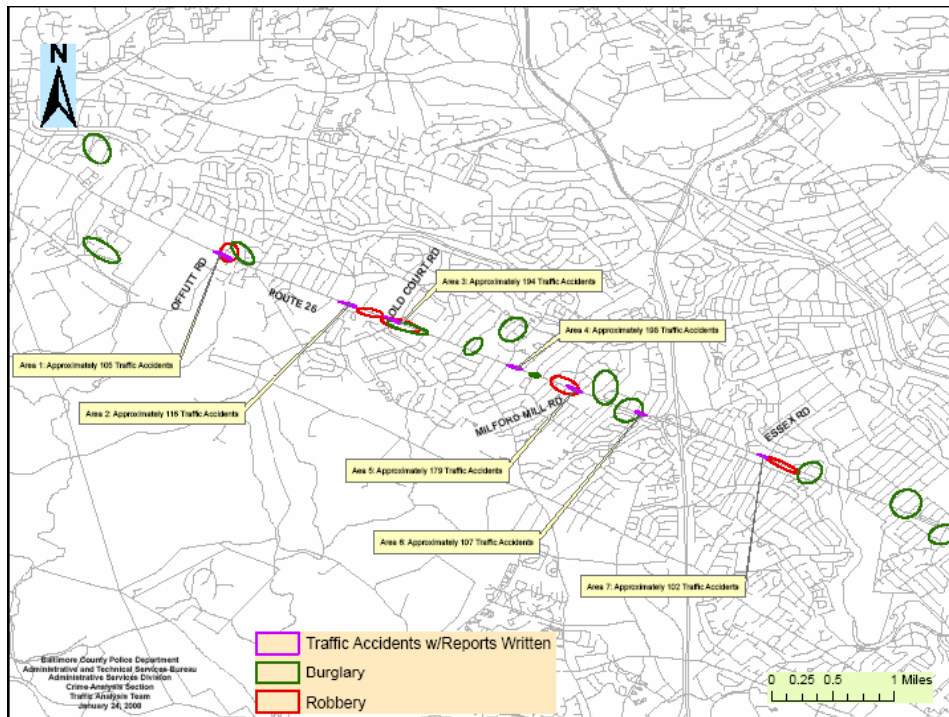 N
OFFUTT RD
ROUTE 26
OLD COURT RD
Area 3: Approximately 194 Traffic Accidents
Area 4: Approximately 198 Traffic Accidents
Area 1: Approximately 105 Traffic Accidents
Area 2: Approximately 116 Traffic Accidents
MILFORD MILL RD
ESSEX RD
Area 5: Approximately 179 Traffic Accidents
Area 6: Approximately 107 Traffic Accidents
Area 7: Approximately 102 Traffic Accidents
Traffic Accidents w/Reports Written
Burglary
Robbery
Baltimore County Police Department
Administrative and Technical Services Bureau
Administrative Services Division
Crime Analysis Section
Traffic Analysis Team
January 24, 2008
0 0.25 0.5 1 Miles